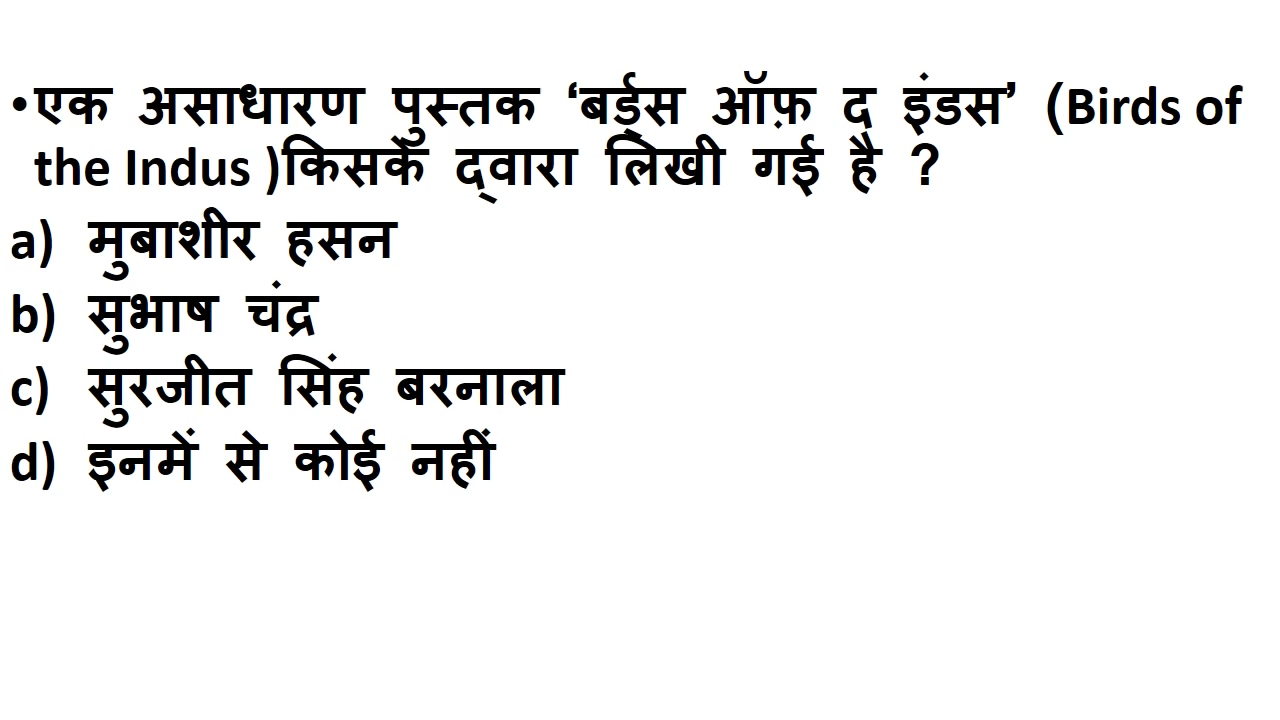 •एक असाधारण पुस्तक ‘बर्ड्स ऑफ़ द इंडस’ (Birds of
the Indus )किसके द्वारा लिखी गई है ?
a) मुबाशीर हसन
b) सुभाष चंद्र
c) सुरजीत सिंह बरनाला
d) इनमें से कोई नहीं